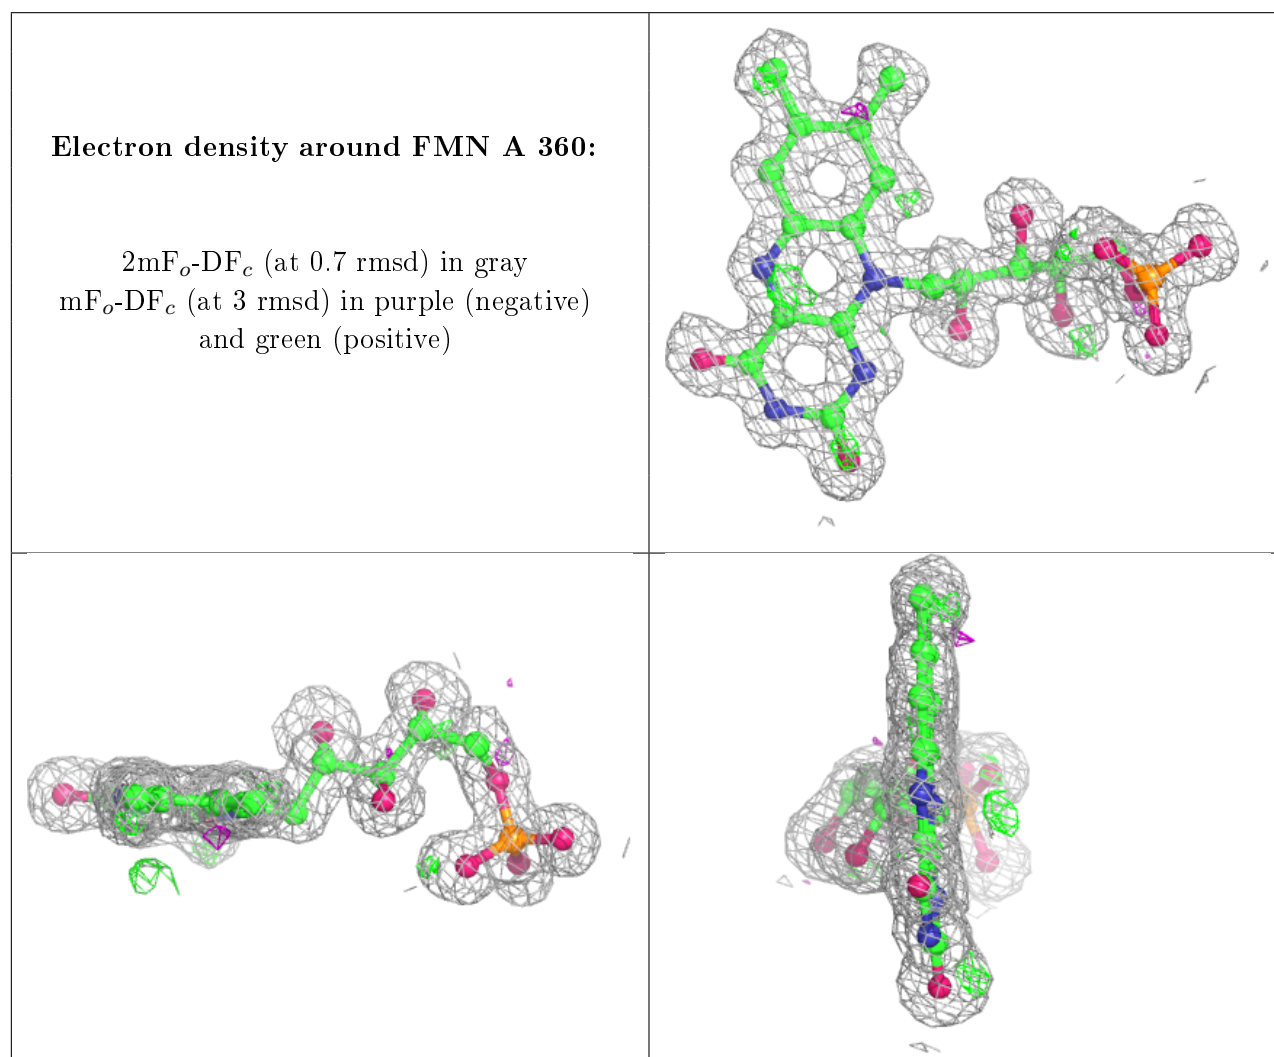 Electron density around FMN A 360:
2mFₒ-DF𝑐 (at 0.7 rmsd) in gray
mFₒ-DF𝑐 (at 3 rmsd) in purple (negative)
and green (positive)